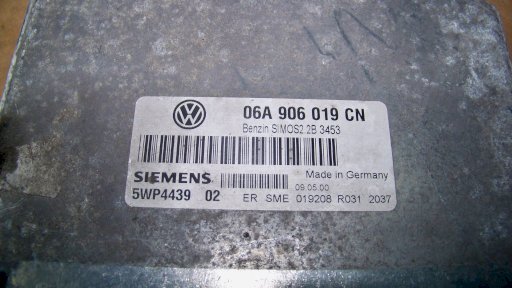 06A 906 019 CN
Benzin SIMOS2 2B 3453
SIEMENS
Made in Germany
09.05.00
5WP4439 02
ER SME 019208 R031 2037